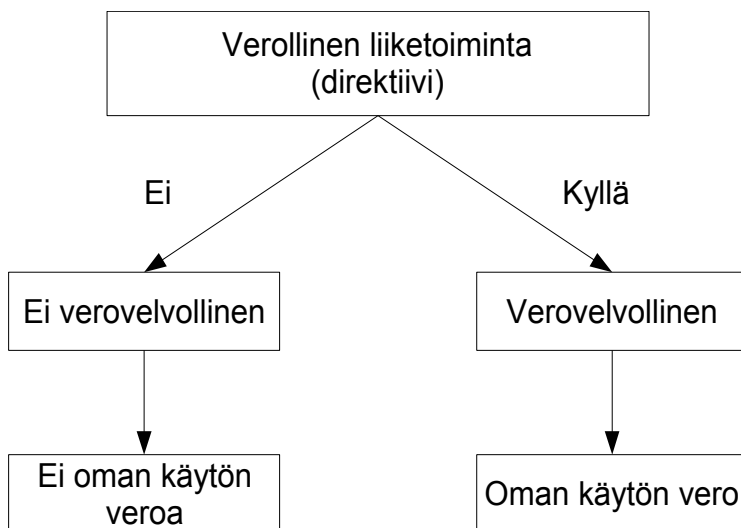 Verollinen liiketoiminta
(direktiivi)
Ei
Kyllä
Ei verovelvollinen
Verovelvollinen
Ei oman käytön
veroa
Oman käytön vero